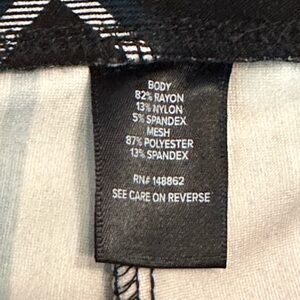 BODY
82% RAYON
13% NYLON
5% SPANDEX
MESH
87% POLYESTER
13% SPANDEX
RN# 148862
SEE CARE ON REVERSE